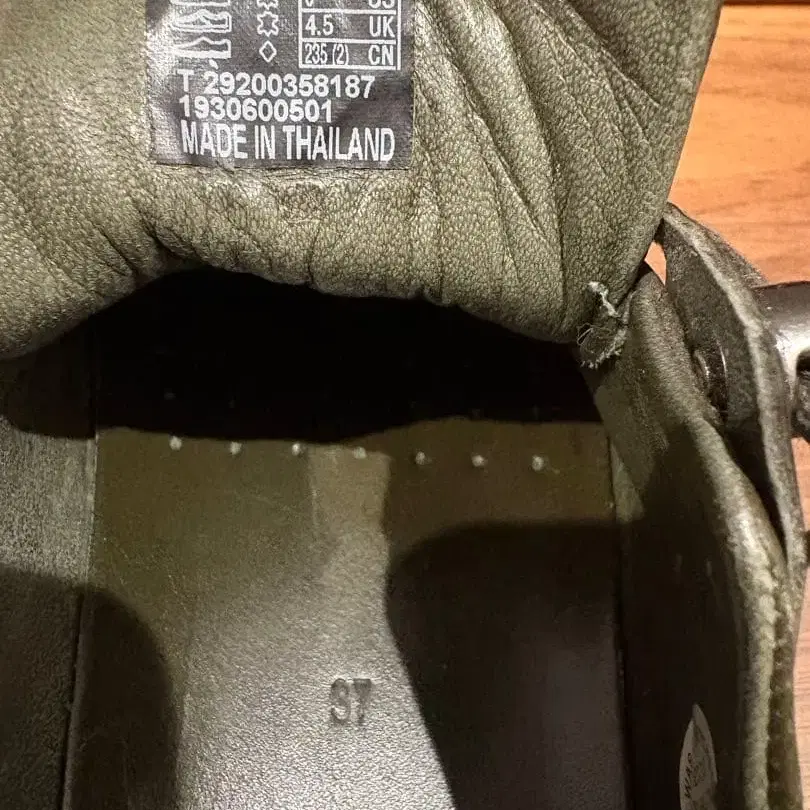 4.5 UK
235 (2) CN
T 29200358187
1930600501
MADE IN THAILAND
37